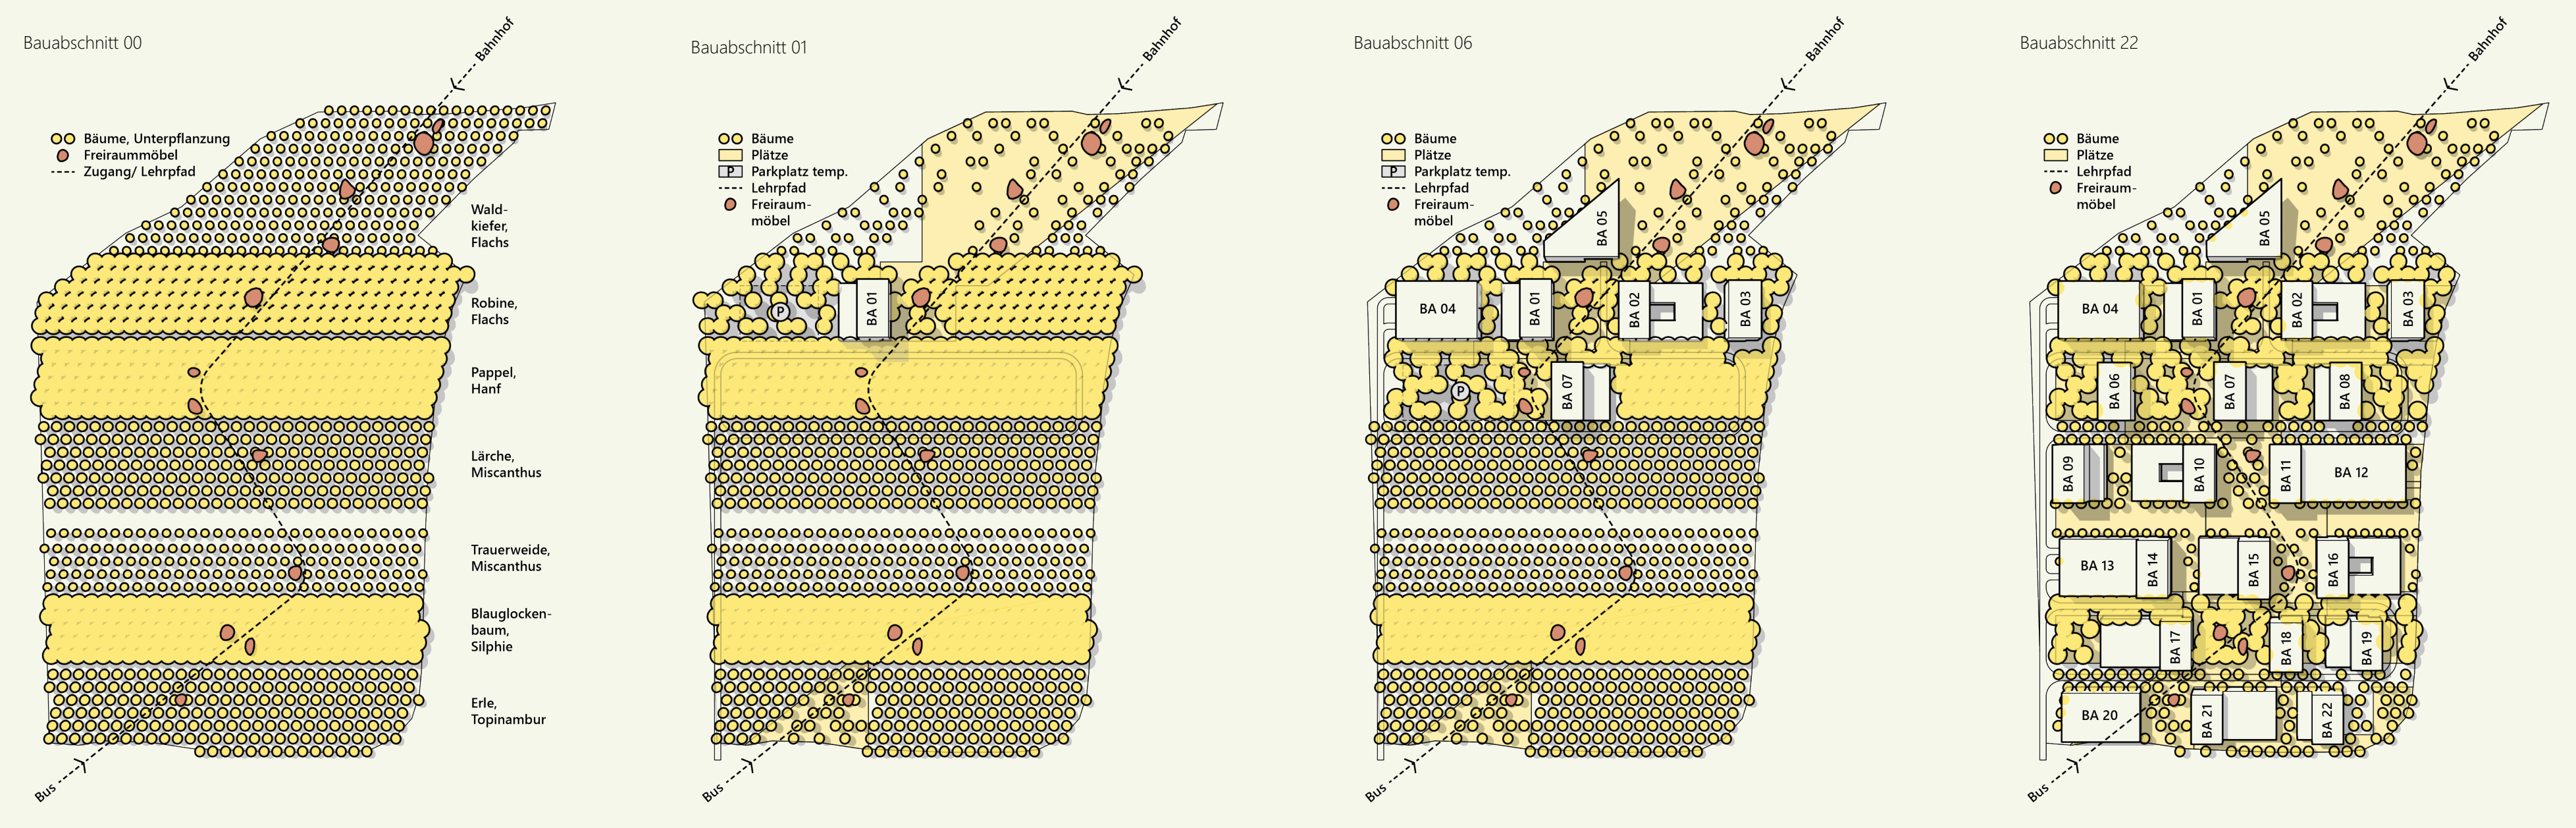 Bauabschnitt 00
Bahnhof
Bäume, Unterpflanzung
Freiraummöbel
Zugang/ Lehrpfad
Wald-
kiefer,
Flachs
Robine,
Flachs
Pappel,
Hanf
Lärche,
Miscanthus
Trauerweide,
Miscanthus
Blauglocken-
baum,
Silphie
Erle,
Topinambur
Bus
Bauabschnitt 01
Bahnhof
Bäume
Plätze
P Parkplatz temp.
Lehrpfad
Freiraum-
möbel
P
BA 01
Bus
Bauabschnitt 06
Bahnhof
Bäume
Plätze
P Parkplatz temp.
Lehrpfad
Freiraum-
möbel
BA 05
BA 04
BA 01
BA 02
BA 03
P
BA 07
Bus
Bauabschnitt 22
Bahnhof
Bäume
Plätze
Lehrpfad
Freiraum-
möbel
BA 05
BA 04
BA 01
BA 02
BA 03
BA 06
BA 07
BA 08
BA 09
BA 10
BA 11
BA 12
BA 13
BA 14
BA 15
BA 16
BA 17
BA 18
BA 19
BA 20
BA 21
BA 22
Bus